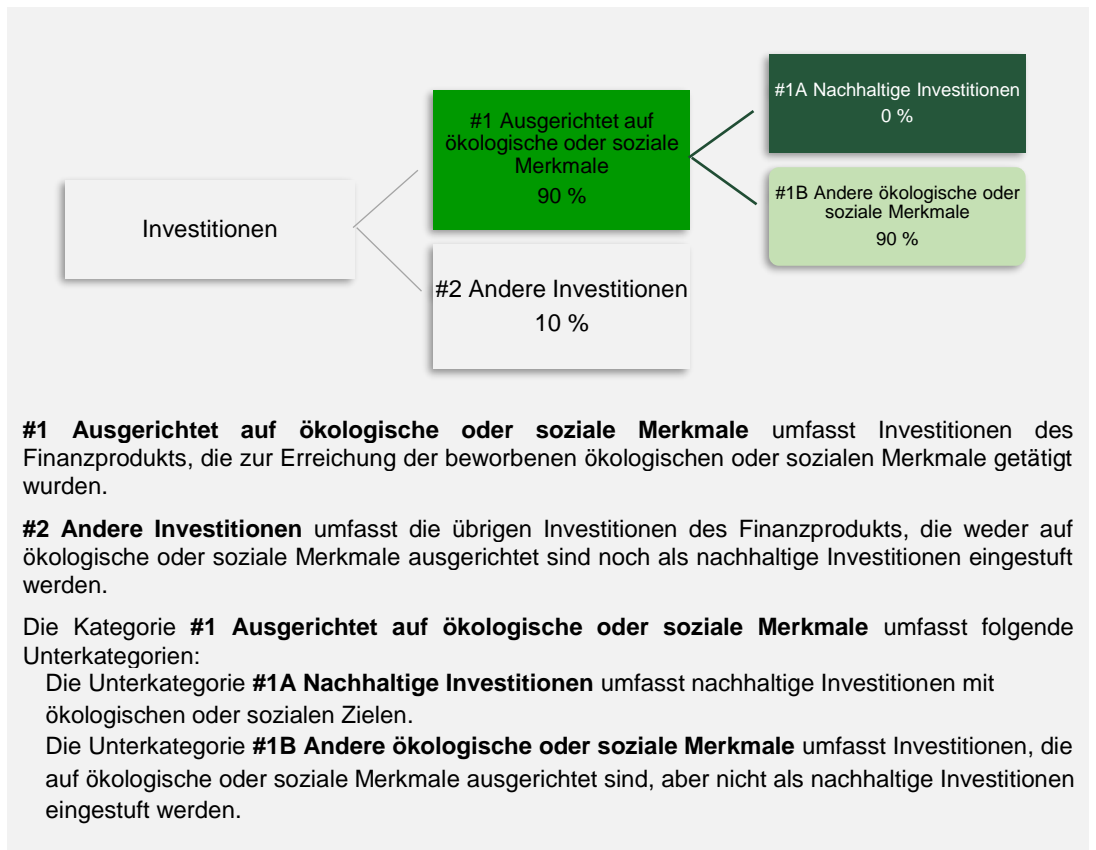 Investitionen
#1 Ausgerichtet auf
ökologische oder soziale
Merkmale
90 %
#2 Andere Investitionen
10 %
#1A Nachhaltige Investitionen
0 %
#1B Andere ökologische oder
soziale Merkmale
90 %
#1 Ausgerichtet auf ökologische oder soziale Merkmale umfasst Investitionen des
Finanzprodukts, die zur Erreichung der beworbenen ökologischen oder sozialen Merkmale getätigt
wurden.
#2 Andere Investitionen umfasst die übrigen Investitionen des Finanzprodukts, die weder auf
ökologische oder soziale Merkmale ausgerichtet sind noch als nachhaltige Investitionen eingestuft
werden.
Die Kategorie #1 Ausgerichtet auf ökologische oder soziale Merkmale umfasst folgende
Unterkategorien:
Die Unterkategorie #1A Nachhaltige Investitionen umfasst nachhaltige Investitionen mit
ökologischen oder sozialen Zielen.
Die Unterkategorie #1B Andere ökologische oder soziale Merkmale umfasst Investitionen, die
auf ökologische oder soziale Merkmale ausgerichtet sind, aber nicht als nachhaltige Investitionen
eingestuft werden.